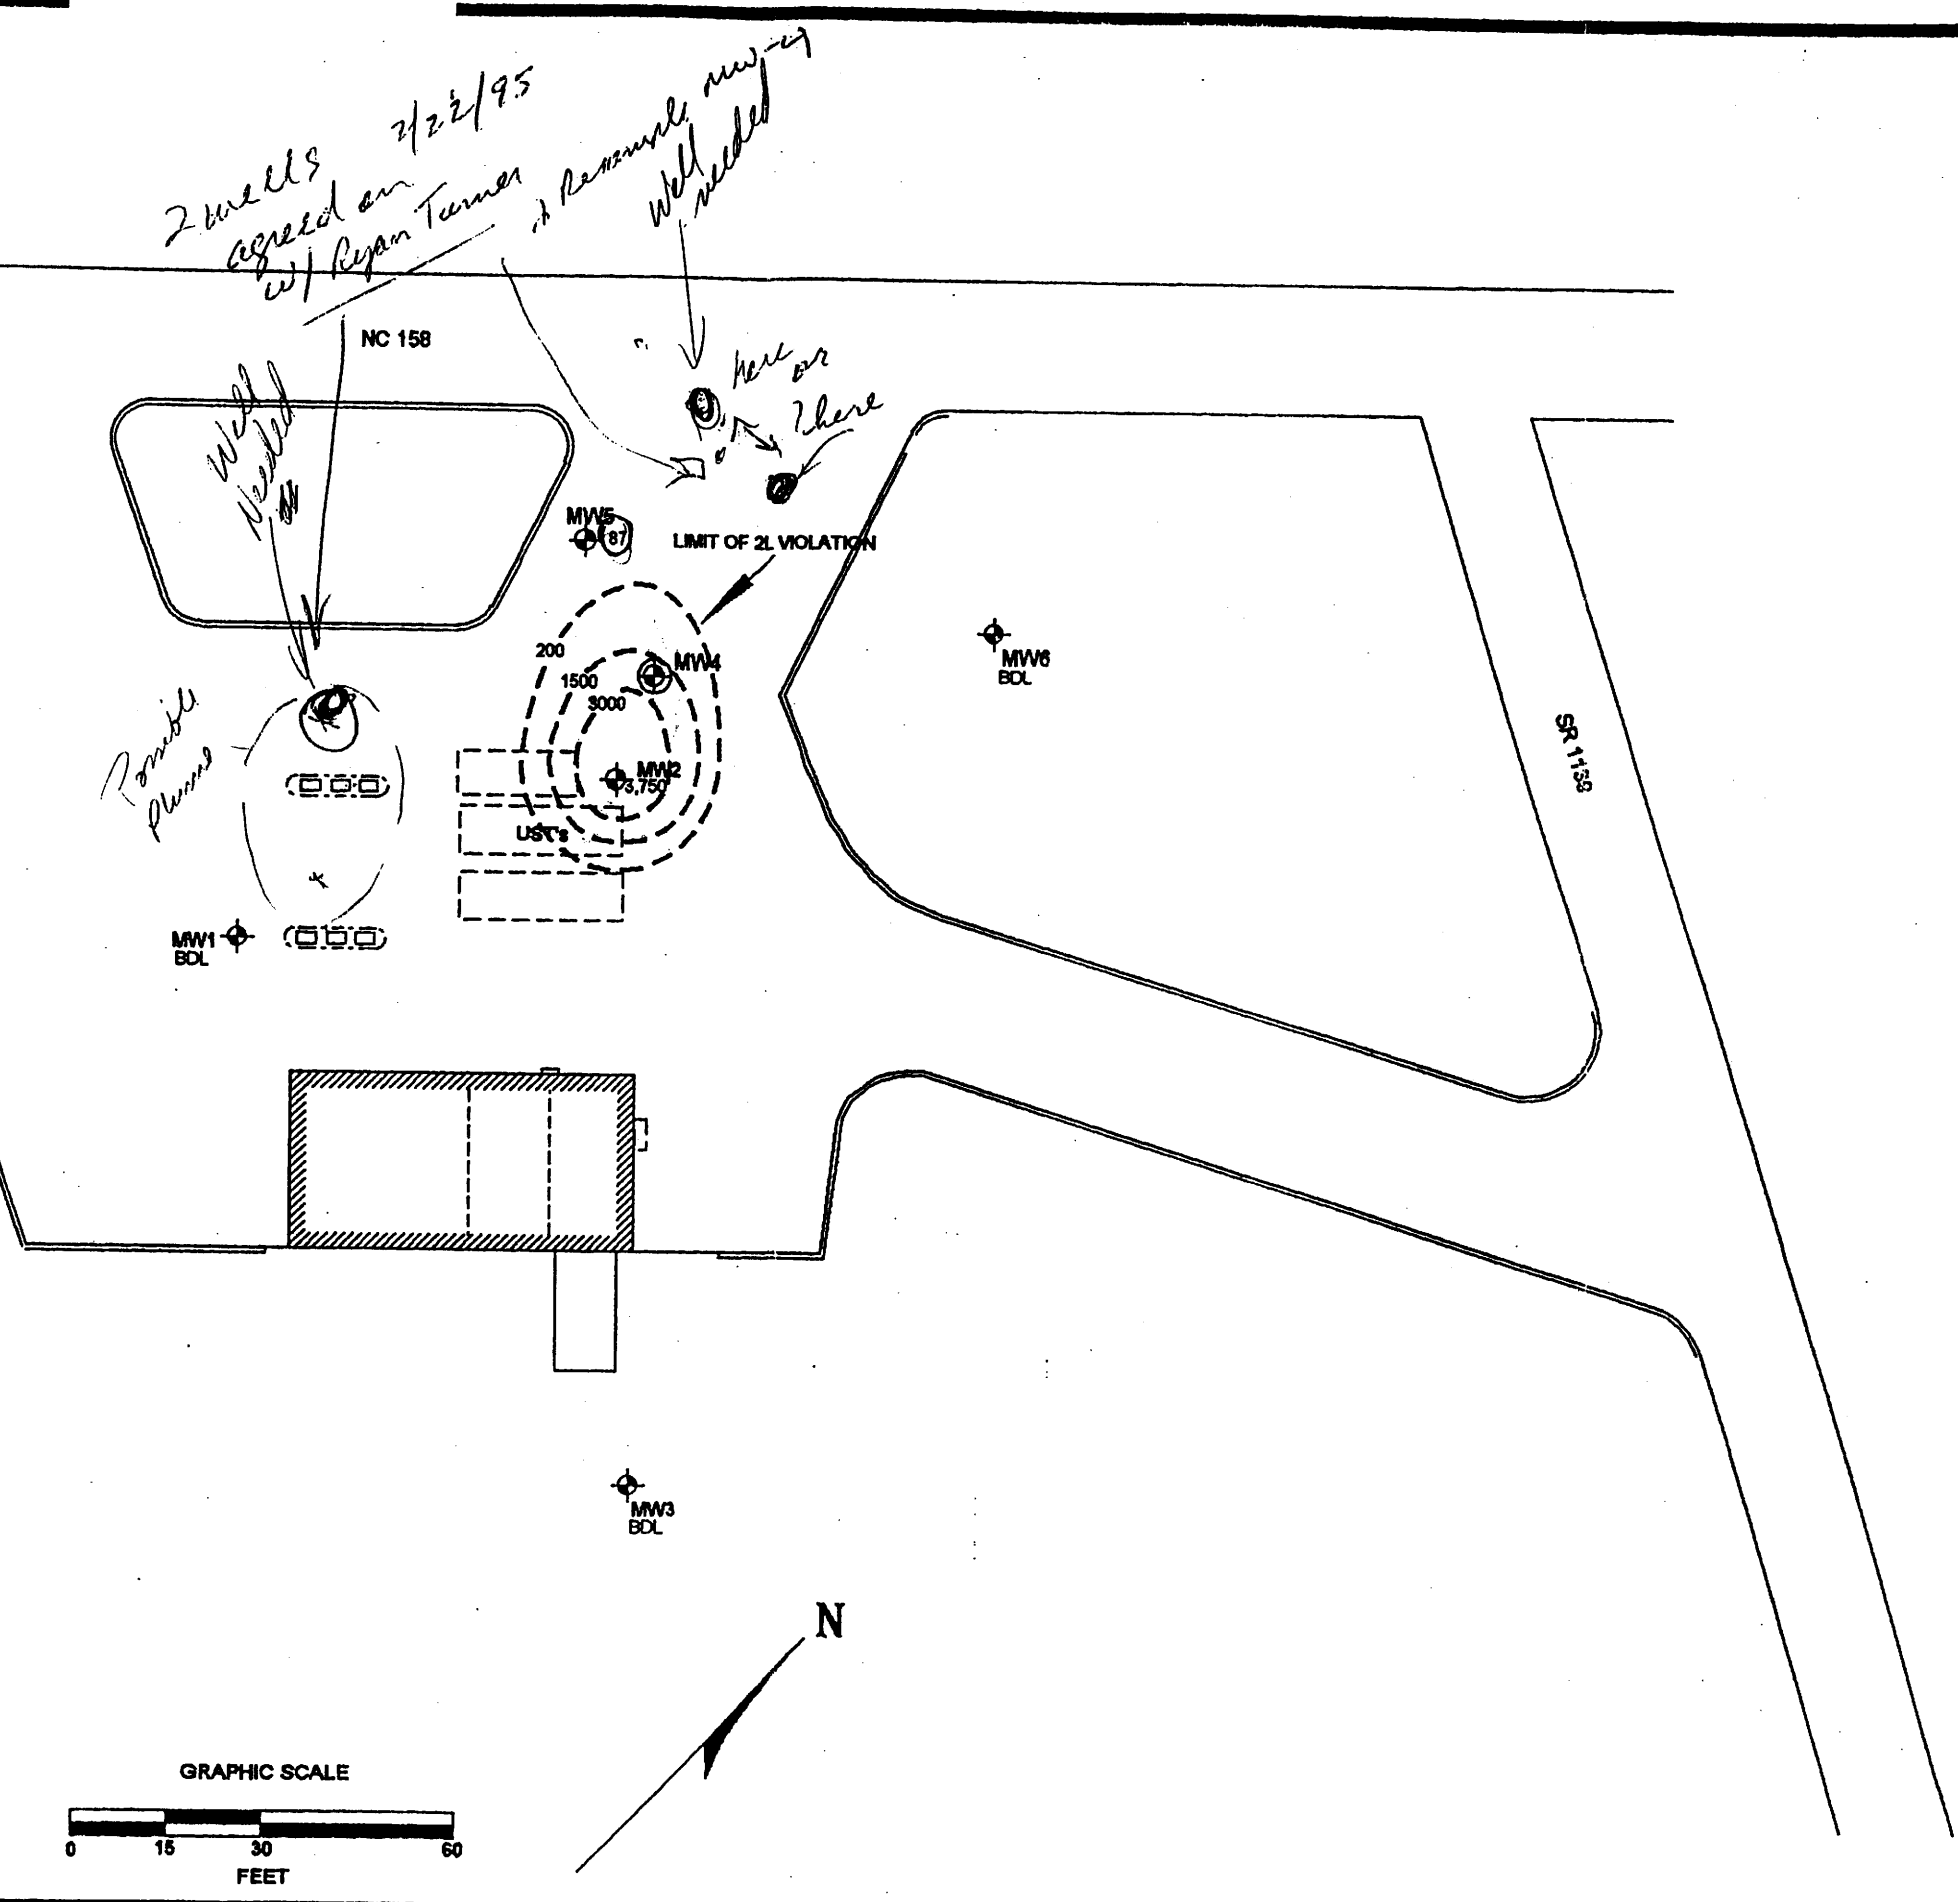 2 wells 2/22/95
agreed on
w/ Ryan Turner
& Resample MW-4
Well
needed
NC 158
here or
there
Well
Needed
MW5
87
LIMIT OF 2L VIOLATION
200
1500
3000
MW4
MW6
BDL
Possible
plume
MW2
3,750
UST's
SR 1138
MW1
BDL
MW3
BDL
N
GRAPHIC SCALE
0 15 30 60
FEET